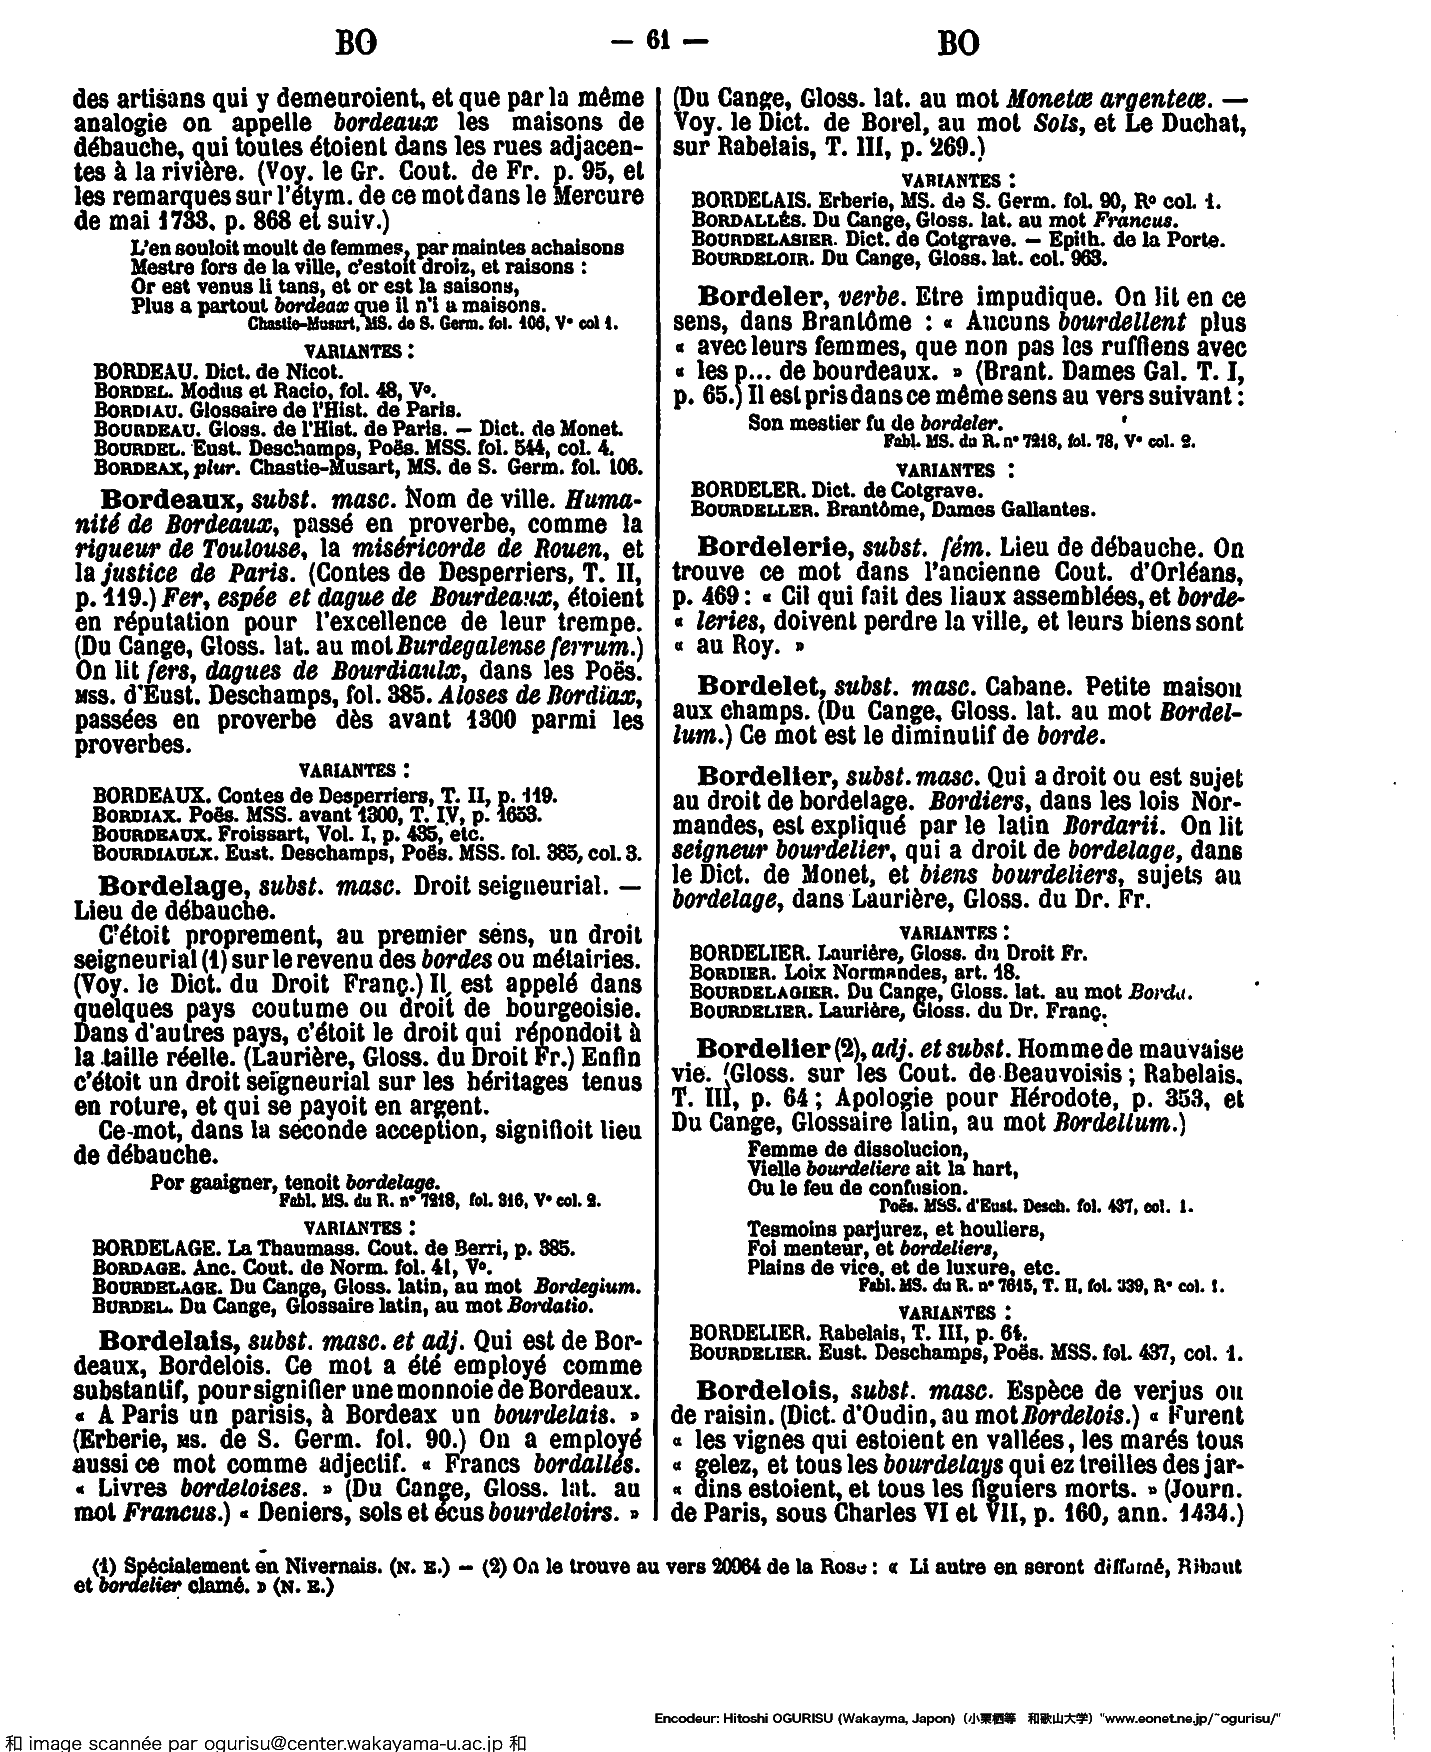 BO
— 61 —
BO
des artisans qui y demeuroient, et que par la même
analogie on appelle bordeaux les maisons de
débauche, qui toutes étoient dans les rues adjacen-
tes à la rivière. (Voy. le Gr. Cout. de Fr. p. 95, et
les remarques sur l'étym. de ce mot dans le Mercure
de mai 1733, p. 868 et suiv.)
L'en souloit moult de femmes, par maintes achaisons
Mestre fors de la ville, c'estoit droiz, et raisons :
Or est venus li tans, et or est la saisons,
Plus a partout bordeax que il n'i a maisons.
Chastie-Musart, MS. de S. Germ. fol. 106, V° col 1.
VARIANTES :
BORDEAU. Dict. de Nicot.
BORDEL. Modus et Racio, fol. 48, V°.
BORDIAU. Glossaire de l'Hist. de Paris.
BOURDEAU. Gloss. de l'Hist. de Paris. — Dict. de Monet.
BOURDEL. Eust. Deschamps, Poës. MSS. fol. 544, col. 4.
BORDEAX, plur. Chastie-Musart, MS. de S. Germ. fol. 106.
Bordeaux, subst. masc. Nom de ville. Huma-
nité de Bordeaux, passé en proverbe, comme la
rigueur de Toulouse, la miséricorde de Rouen, et
la justice de Paris. (Contes de Desperriers, T. II,
p. 119.) Fer, espée et dague de Bourdeaux, étoient
en réputation pour l'excellence de leur trempe.
(Du Cange, Gloss. lat. au mot Burdegalense ferrum.)
On lit fers, dagues de Bourdiaulx, dans les Poës.
MSS. d'Eust. Deschamps, fol. 385. Aloses de Bordiax,
passées en proverbe dès avant 1300 parmi les
proverbes.
VARIANTES :
BORDEAUX. Contes de Desperriers, T. II, p. 119.
BORDIAX. Poës. MSS. avant 1300, T. IV, p. 1653.
BOURDEAUX. Froissart, Vol. I, p. 435, etc.
BOURDIAULX. Eust. Deschamps, Poës. MSS. fol. 385, col. 3.
Bordelage, subst. masc. Droit seigneurial. —
Lieu de débauche.
C'étoit proprement, au premier sens, un droit
seigneurial (1) sur le revenu des bordes ou métairies.
(Voy. le Dict. du Droit Franç.) Il est appelé dans
quelques pays coutume ou droit de bourgeoisie.
Dans d'autres pays, c'étoit le droit qui répondoit à
la taille réelle. (Laurière, Gloss. du Droit Fr.) Enfin
c'étoit un droit seigneurial sur les héritages tenus
en roture, et qui se payoit en argent.
Ce mot, dans la seconde acception, signifioit lieu
de débauche.
Por gaaigner, tenoit bordelage.
Fabl. MS. du R. n° 7218, fol. 316, V° col. 2.
VARIANTES :
BORDELAGE. La Thaumass. Cout. de Berri, p. 385.
BORDAGE. Anc. Cout. de Norm. fol. 41, V°.
BOURDELAGE. Du Cange, Gloss. latin, au mot Bordegium.
BURDEL. Du Cange, Glossaire latin, au mot Bordatio.
Bordelais, subst. masc. et adj. Qui est de Bor-
deaux, Bordelois. Ce mot a été employé comme
substantif, pour signifier une monnoie de Bordeaux.
« A Paris un parisis, à Bordeax un bourdelais. »
(Erberie, MS. de S. Germ. fol. 90.) On a employé
aussi ce mot comme adjectif. « Francs bordallés.
« Livres bordeloises. » (Du Cange, Gloss. lat. au
mot Francus.) « Deniers, sols et écus bourdeloirs. »
(Du Cange, Gloss. lat. au mot Monetæ argenteæ. —
Voy. le Dict. de Borel, au mot Sols, et Le Duchat,
sur Rabelais, T. III, p. 269.)
VARIANTES :
BORDELAIS. Erberie, MS. de S. Germ. fol. 90, R° col. 1.
BORDALLÉS. Du Cange, Gloss. lat. au mot Francus.
BOURDELASIER. Dict. de Cotgrave. — Epith. de la Porte.
BOURDELOIR. Du Cange, Gloss. lat. col. 963.
Bordeler, verbe. Etre impudique. On lit en ce
sens, dans Brantôme : « Aucuns bourdellent plus
« avec leurs femmes, que non pas les ruffiens avec
« les p... de bourdeaux. » (Brant. Dames Gal. T. I,
p. 65.) Il est pris dans ce même sens au vers suivant :
Son mestier fu de bordeler.
Fabl. MS. du R. n° 7218, fol. 78, V° col. 2.
VARIANTES :
BORDELER. Dict. de Cotgrave.
BOURDELLER. Brantôme, Dames Gallantes.
Bordelerie, subst. fém. Lieu de débauche. On
trouve ce mot dans l'ancienne Cout. d'Orléans,
p. 469 : « Cil qui fait des liaux assemblées, et borde-
« leries, doivent perdre la ville, et leurs biens sont
« au Roy. »
Bordelet, subst. masc. Cabane. Petite maison
aux champs. (Du Cange, Gloss. lat. au mot Bordel-
lum.) Ce mot est le diminutif de borde.
Bordelier, subst. masc. Qui a droit ou est sujet
au droit de bordelage. Bordiers, dans les lois Nor-
mandes, est expliqué par le latin Bordarii. On lit
seigneur bourdelier, qui a droit de bordelage, dans
le Dict. de Monet, et biens bourdeliers, sujets au
bordelage, dans Laurière, Gloss. du Dr. Fr.
VARIANTES :
BORDELIER. Laurière, Gloss. du Droit Fr.
BORDIER. Loix Normandes, art. 18.
BOURDELAGIER. Du Cange, Gloss. lat. au mot Borda.
BOURDELIER. Laurière, Gloss. du Dr. Franç.
Bordelier (2), adj. et subst. Homme de mauvaise
vie. (Gloss. sur les Cout. de Beauvoisis ; Rabelais,
T. III, p. 64 ; Apologie pour Hérodote, p. 353, et
Du Cange, Glossaire latin, au mot Bordellum.)
Femme de dissolucion,
Vielle bourdeliere ait la hart,
Ou le feu de confusion.
Poës. MSS. d'Eust. Desch. fol. 437, col. 1.
Tesmoins parjurez, et houliers,
Foi menteur, et bordeliers,
Plains de vice, et de luxure, etc.
Fabl. MS. du R. n° 7615, T. II, fol. 339, R° col. 1.
VARIANTES :
BORDELIER. Rabelais, T. III, p. 64.
BOURDELIER. Eust. Deschamps, Poës. MSS. fol. 437, col. 1.
Bordelois, subst. masc. Espèce de verjus ou
de raisin. (Dict. d'Oudin, au mot Bordelois.) « Furent
« les vignes qui estoient en vallées, les marés tous
« gelez, et tous les bourdelays qui ez treilles des jar-
« dins estoient, et tous les figuiers morts. » (Journ.
de Paris, sous Charles VI et VII, p. 160, ann. 1434.)
(1) Spécialement en Nivernais. (N. E.) — (2) On le trouve au vers 20064 de la Rose : « Li autre en seront diffamé, Ribaut
et bordelier clamé. » (N. E.)
Encodeur: Hitoshi OGURISU (Wakayma, Japon) (小栗栖等 和歌山大学) "www.eonet.ne.jp/~ogurisu/"
和 image scannée par ogurisu@center.wakayama-u.ac.jp 和